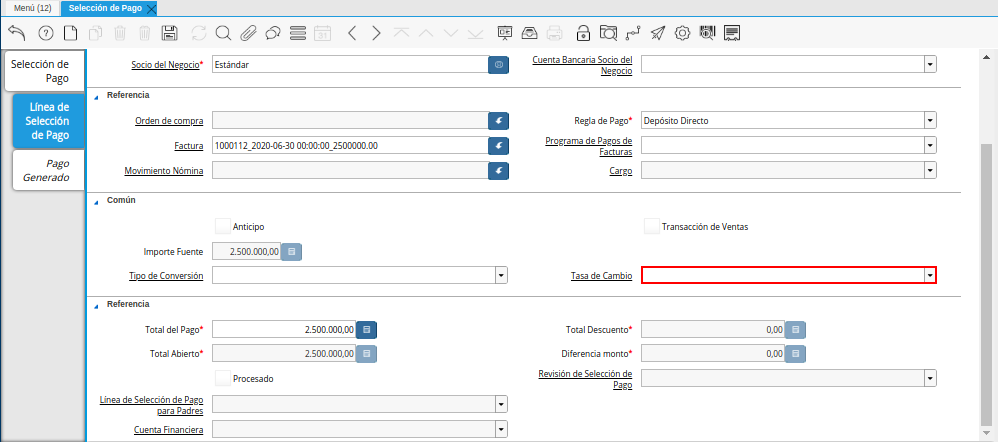 Menú (12)
Selección de Pago
Selección de
Pago
Línea de
Selección
de Pago
Pago
Generado
Socio del Negocio* Estándar
Cuenta Bancaria Socio del
Negocio
Referencia
Orden de compra
Regla de Pago* Depósito Directo
Factura 1000112_2020-06-30 00:00:00_2500000.00
Programa de Pagos de
Facturas
Movimiento Nómina
Cargo
Común
Anticipo
Transacción de Ventas
Importe Fuente 2.500.000,00
Tipo de Conversión
Tasa de Cambio
Referencia
Total del Pago* 2.500.000,00
Total Descuento* 0,00
Total Abierto* 2.500.000,00
Diferencia monto* 0,00
Procesado
Revisión de Selección de
Pago
Línea de Selección de Pago
para Padres
Cuenta Financiera